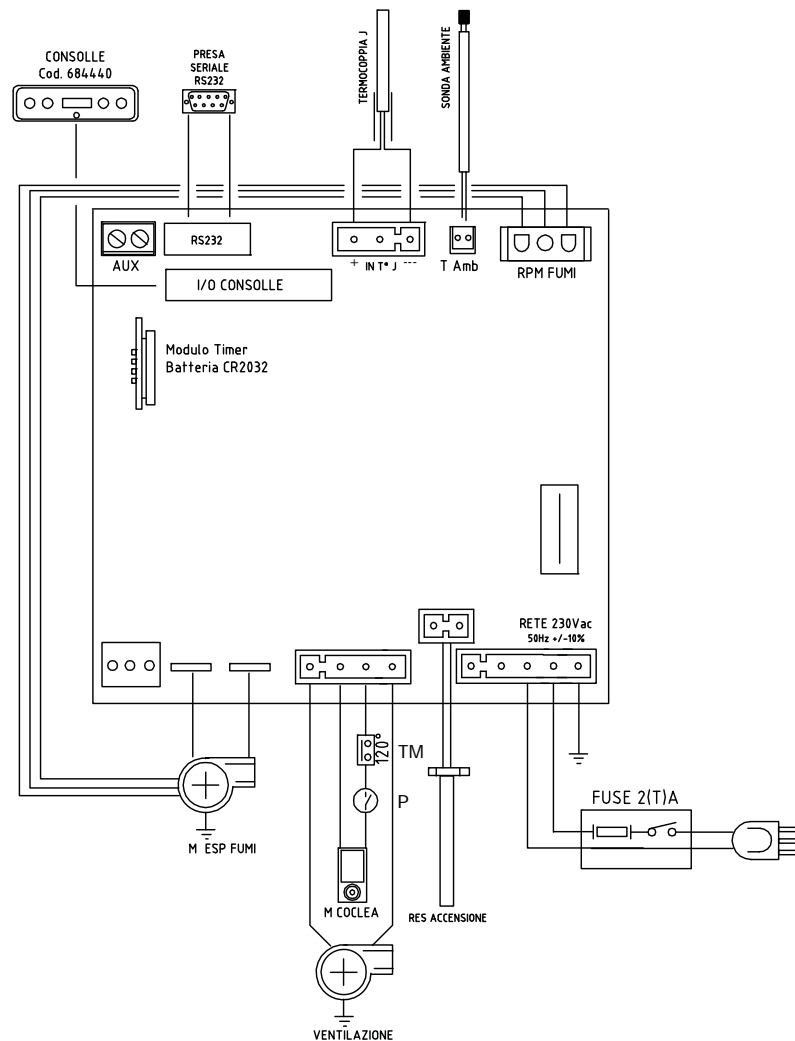 CONSOLLE
Cod. 684440
PRESA
SERIALE
RS232
TERMOCOPPIA J
SONDA AMBIENTE
AUX
RS232
+ IN T° J ---
T Amb
RPM FUMI
I/O CONSOLLE
Modulo Timer
Batteria CR2032
RETE 230Vac
50Hz +/-10%
120°
TM
P
FUSE 2(T)A
M ESP FUMI
M COCLEA
RES ACCENSIONE
VENTILAZIONE